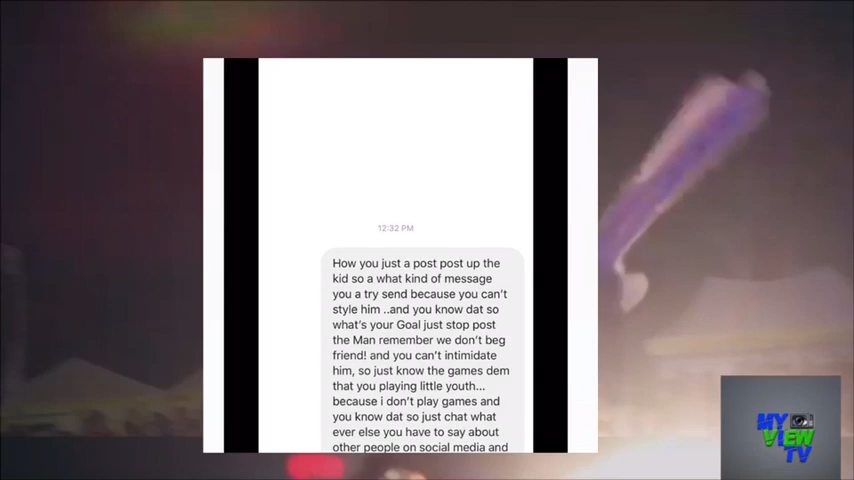 12:32 PM
How you just a post post up the
kid so a what kind of message
you a try send because you can't
style him ..and you know dat so
what's your Goal just stop post
the Man remember we don't beg
friend! and you can't intimidate
him, so just know the games dem
that you playing little youth...
because i don't play games and
you know dat so just chat what
ever else you have to say about
other people on social media and
MY
VIEW
TV